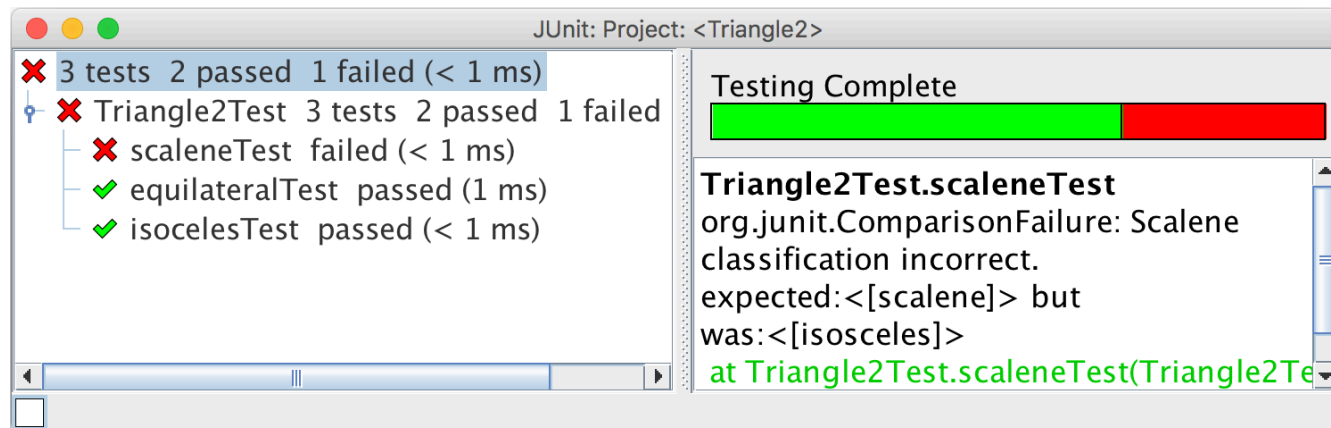 JUnit: Project: <Triangle2>
3 tests 2 passed 1 failed (< 1 ms)
Triangle2Test 3 tests 2 passed 1 failed
scaleneTest failed (< 1 ms)
equilateralTest passed (1 ms)
isocelesTest passed (< 1 ms)
Testing Complete
Triangle2Test.scaleneTest
org.junit.ComparisonFailure: Scalene
classification incorrect.
expected:<[scalene]> but
was:<[isosceles]>
at Triangle2Test.scaleneTest(Triangle2Te